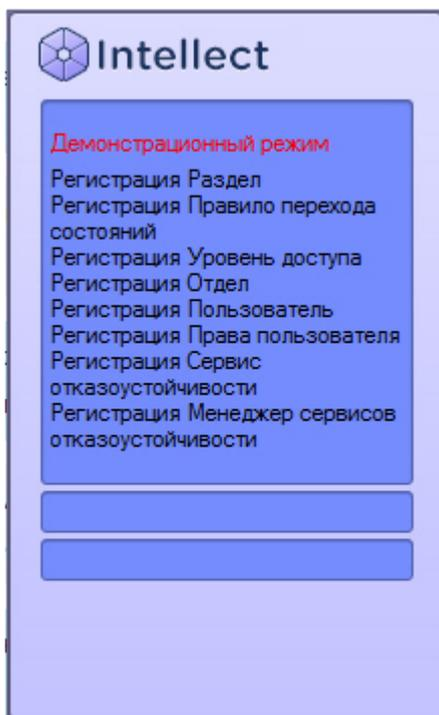 Intellect
Демонстрационный режим
Регистрация Раздел
Регистрация Правило перехода
состояний
Регистрация Уровень доступа
Регистрация Отдел
Регистрация Пользователь
Регистрация Права пользователя
Регистрация Сервис
отказоустойчивости
Регистрация Менеджер сервисов
отказоустойчивости